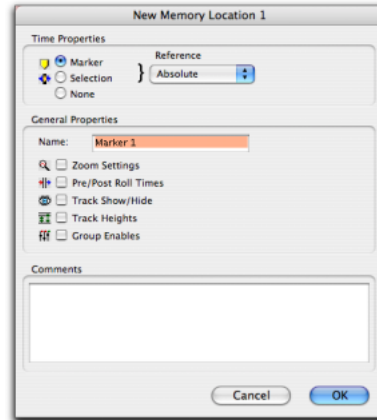 New Memory Location 1
Time Properties
Reference
Marker
Selection
None
Absolute
General Properties
Name: Marker 1
Zoom Settings
Pre/Post Roll Times
Track Show/Hide
Track Heights
Group Enables
Comments
Cancel OK